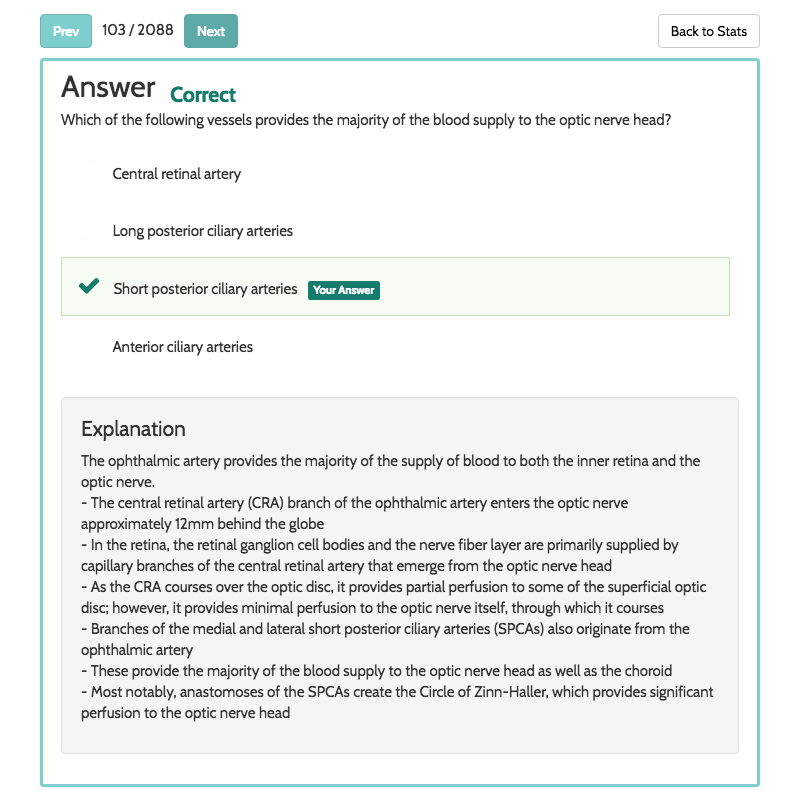 Prev 103 / 2088 Next Back to Stats
Answer Correct
Which of the following vessels provides the majority of the blood supply to the optic nerve head?
Central retinal artery
Long posterior ciliary arteries
Short posterior ciliary arteries Your Answer
Anterior ciliary arteries
Explanation
The ophthalmic artery provides the majority of the supply of blood to both the inner retina and the
optic nerve.
- The central retinal artery (CRA) branch of the ophthalmic artery enters the optic nerve
approximately 12mm behind the globe
- In the retina, the retinal ganglion cell bodies and the nerve fiber layer are primarily supplied by
capillary branches of the central retinal artery that emerge from the optic nerve head
- As the CRA courses over the optic disc, it provides partial perfusion to some of the superficial optic
disc; however, it provides minimal perfusion to the optic nerve itself, through which it courses
- Branches of the medial and lateral short posterior ciliary arteries (SPCAs) also originate from the
ophthalmic artery
- These provide the majority of the blood supply to the optic nerve head as well as the choroid
- Most notably, anastomoses of the SPCAs create the Circle of Zinn-Haller, which provides significant
perfusion to the optic nerve head